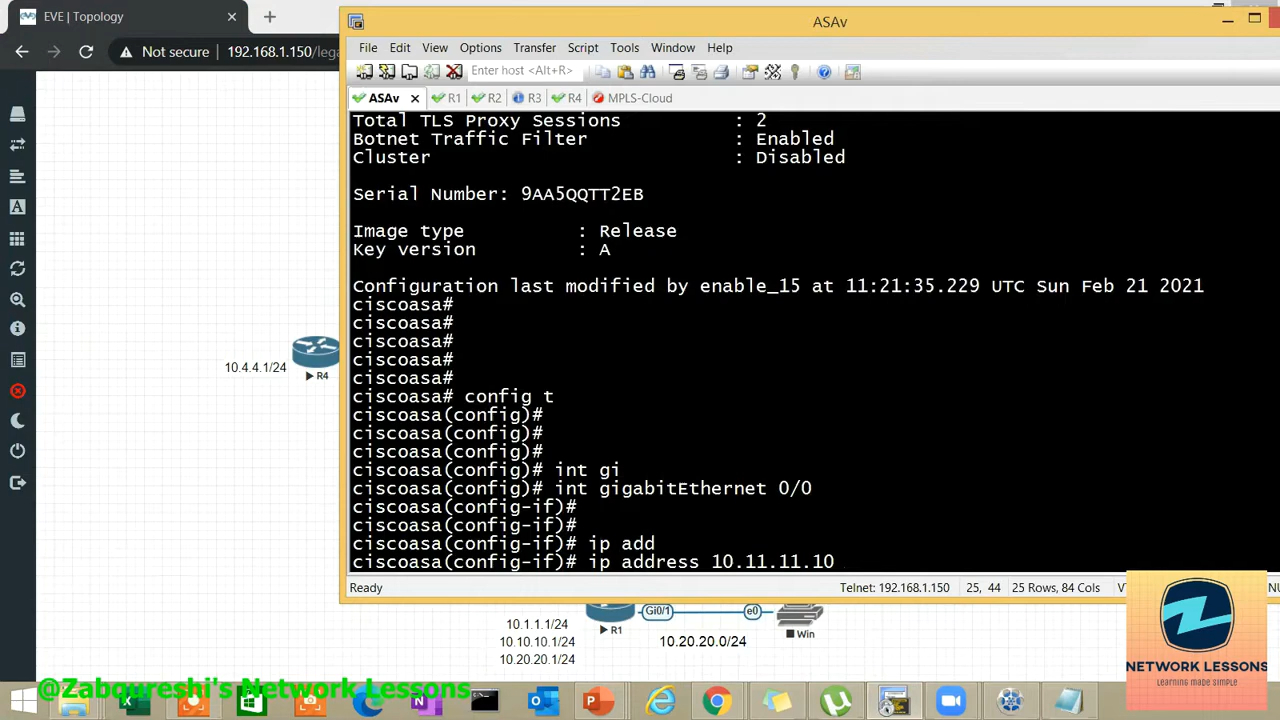 EVE | Topology
ASAv
Not secure 192.168.1.150/lega
File Edit View Options Transfer Script Tools Window Help
Enter host <Alt+R>
ASAv R1 R2 R3 R4 MPLS-Cloud
Total TLS Proxy Sessions : 2
Botnet Traffic Filter : Enabled
Cluster : Disabled
Serial Number: 9AA5QQTT2EB
Image type : Release
Key version : A
Configuration last modified by enable_15 at 11:21:35.229 UTC Sun Feb 21 2021
ciscoasa#
ciscoasa#
ciscoasa#
ciscoasa#
ciscoasa#
ciscoasa# config t
ciscoasa(config)#
ciscoasa(config)#
ciscoasa(config)#
ciscoasa(config)# int gi
ciscoasa(config)# int gigabitEthernet 0/0
ciscoasa(config-if)#
ciscoasa(config-if)#
ciscoasa(config-if)# ip add
ciscoasa(config-if)# ip address 10.11.11.10
10.4.4.1/24
R4
Ready Telnet: 192.168.1.150 25, 44 25 Rows, 84 Cols
Gi0/1 e0
10.1.1.1/24
R1
Win
10.10.10.1/24
10.20.20.0/24
10.20.20.1/24
NETWORK LESSONS
Learning made simple
@Zaboureshi's Network Lessons